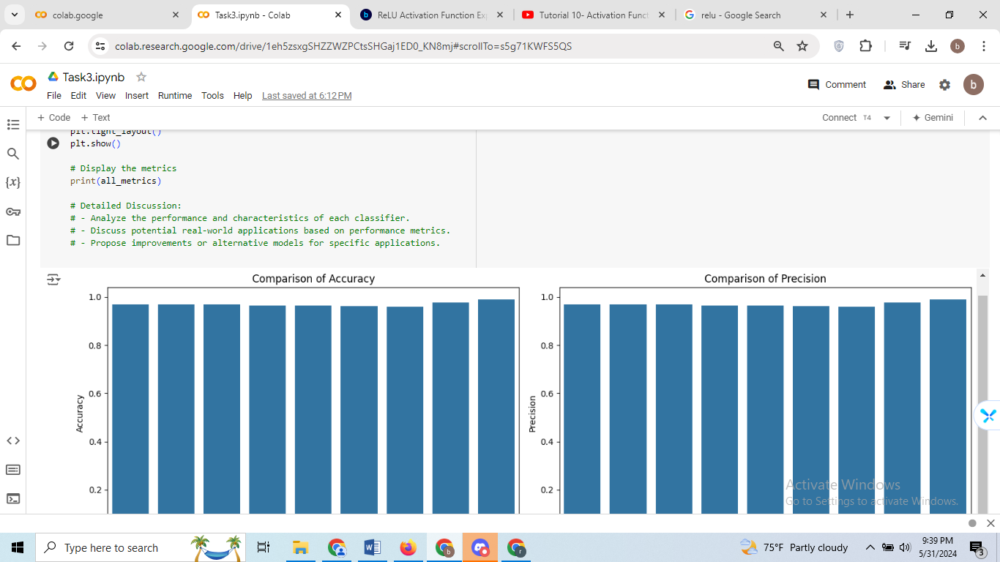 colab.google
Task3.ipynb - Colab
ReLU Activation Function Ex
Tutorial 10- Activation Funct
relu - Google Search
colab.research.google.com/drive/1eh5zsxgSHZZWZPCtsSHGaj1ED0_KN8mj#scrollTo=s5g71KWFS5QS
b
Task3.ipynb
File Edit View Insert Runtime Tools Help Last saved at 6:12 PM
Comment
Share
b
+ Code + Text
Connect T4
Gemini
plt.tight_layout()
plt.show()
# Display the metrics
print(all_metrics)
# Detailed Discussion:
# - Analyze the performance and characteristics of each classifier.
# - Discuss potential real-world applications based on performance metrics.
# - Propose improvements or alternative models for specific applications.
{x}
Comparison of Accuracy
1.0
0.8
0.6
0.4
0.2
Accuracy
Comparison of Precision
1.0
0.8
0.6
0.4
0.2
Precision
Activate Windows
Go to Settings to activate Windows.
Type here to search
b
r
75°F Partly cloudy
9:39 PM
5/31/2024
3